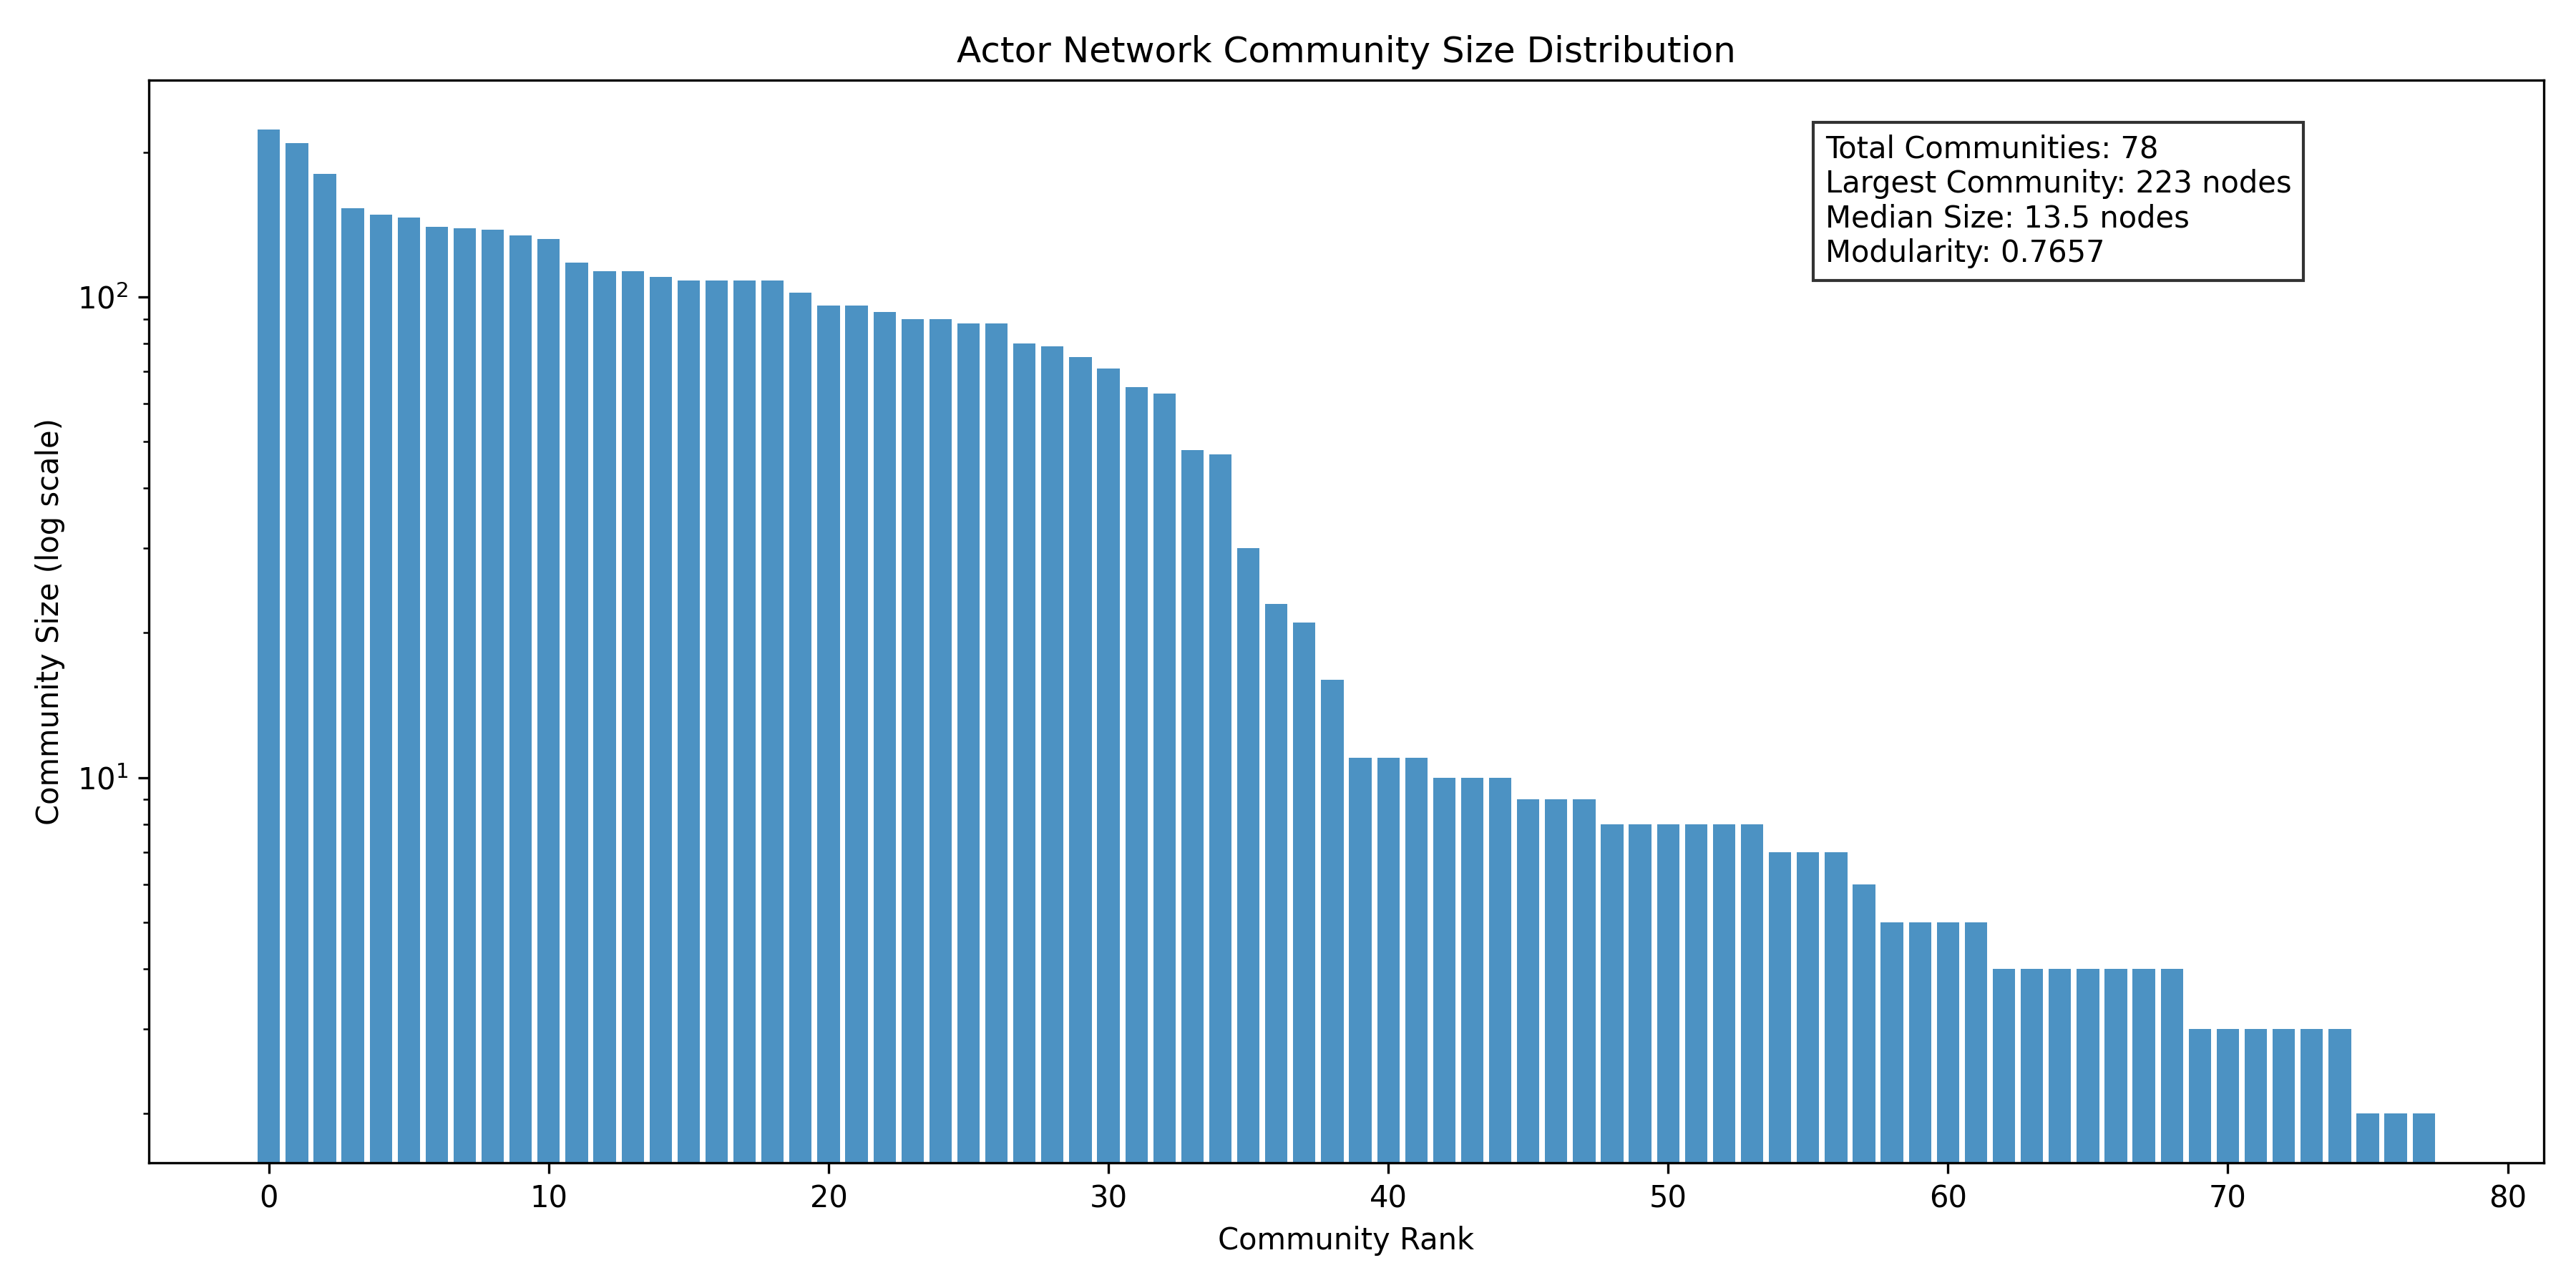 Actor Network Community Size Distribution
Total Communities: 78
Largest Community: 223 nodes
Median Size: 13.5 nodes
Modularity: 0.7657
Community Size (log scale)
10²
10¹
0 10 20 30 40 50 60 70 80
Community Rank